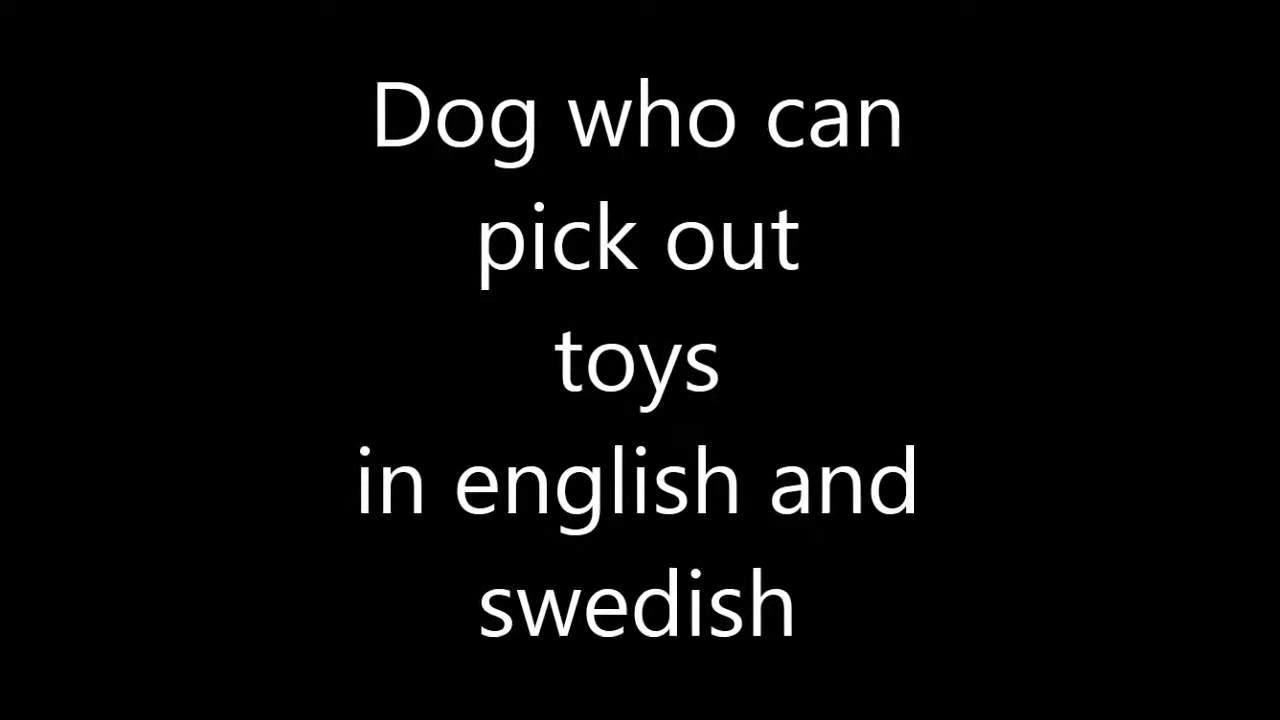 Dog who can
pick out
toys
in english and
swedish